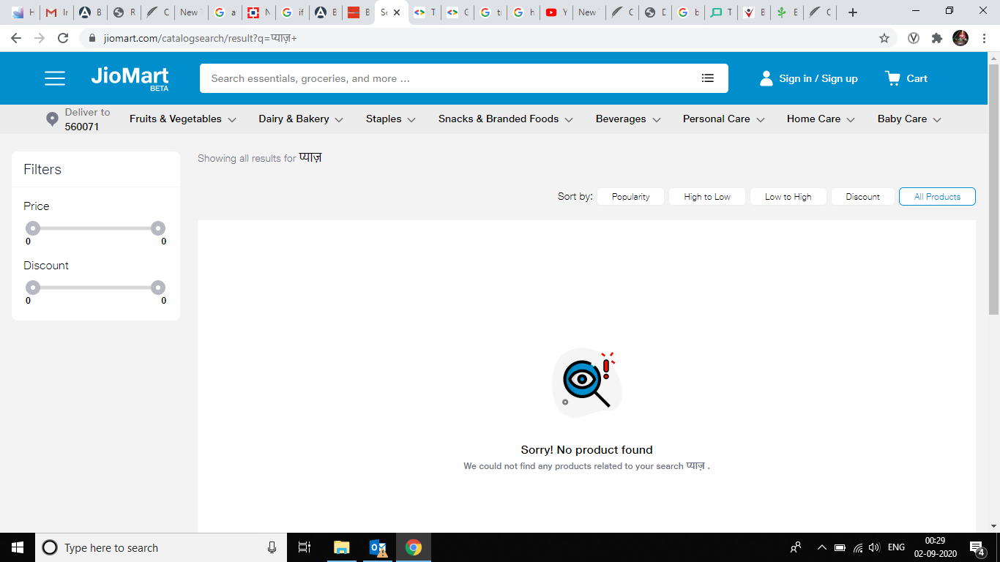 H
In
B
R
C
New
a
N
if
B
B
Se
T
G
ti
h
Y
New
C
D
b
T
B
E
C
jiomart.com/catalogsearch/result?q=प्याज़+
JioMart
BETA
Search essentials, groceries, and more ...
Sign in / Sign up
Cart
Deliver to
560071
Fruits & Vegetables
Dairy & Bakery
Staples
Snacks & Branded Foods
Beverages
Personal Care
Home Care
Baby Care
Filters
Showing all results for प्याज़
Sort by:
Popularity
High to Low
Low to High
Discount
All Products
Price
0
0
Discount
0
0
Sorry! No product found
We could not find any products related to your search प्याज़ .
Type here to search
ENG
00:29
02-09-2020
4